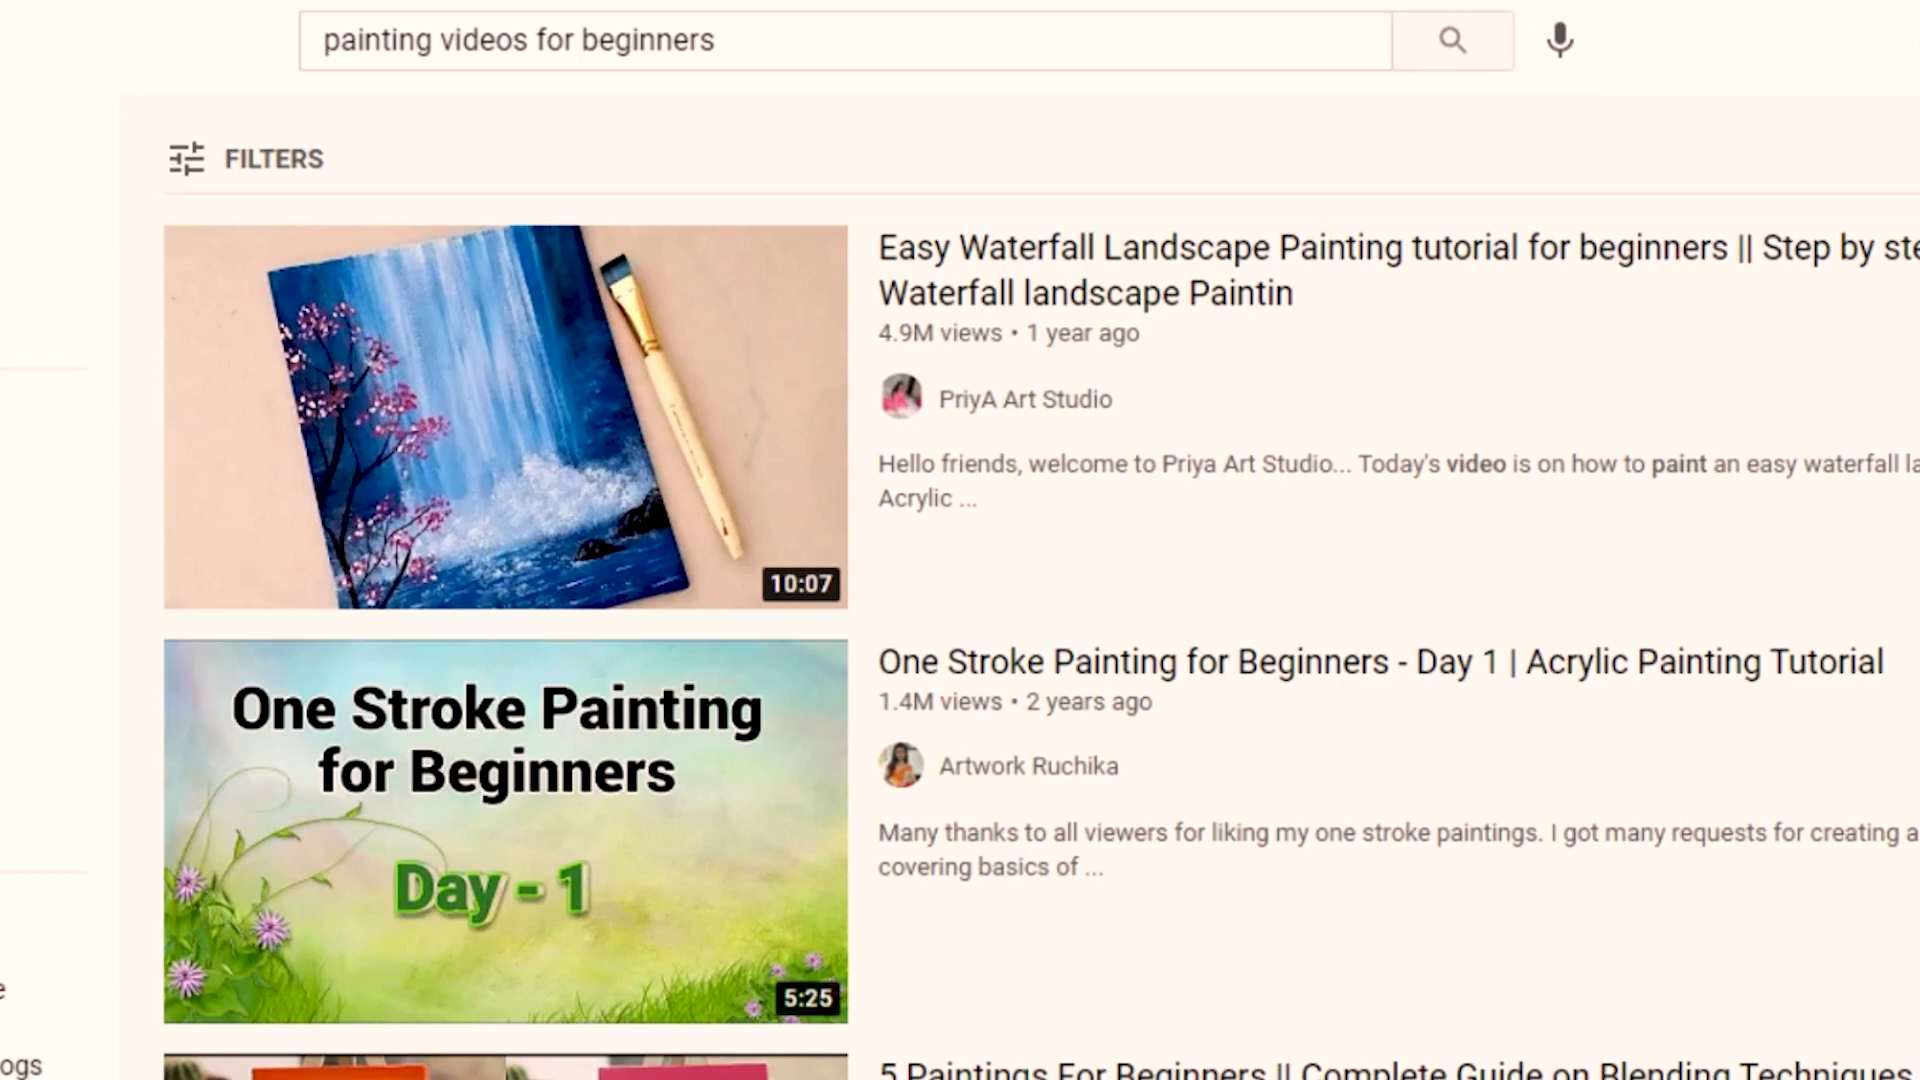 painting videos for beginners
FILTERS
Easy Waterfall Landscape Painting tutorial for beginners || Step by ste
Waterfall landscape Paintin
4.9M views • 1 year ago
PriyA Art Studio
Hello friends, welcome to Priya Art Studio... Today's video is on how to paint an easy waterfall la
Acrylic ...
10:07
One Stroke Painting
for Beginners
Day - 1
5:25
One Stroke Painting for Beginners - Day 1 | Acrylic Painting Tutorial
1.4M views • 2 years ago
Artwork Ruchika
Many thanks to all viewers for liking my one stroke paintings. I got many requests for creating a
covering basics of ...
e
ogs
5 Paintings For Beginners || Complete Guide on Blending Techniques